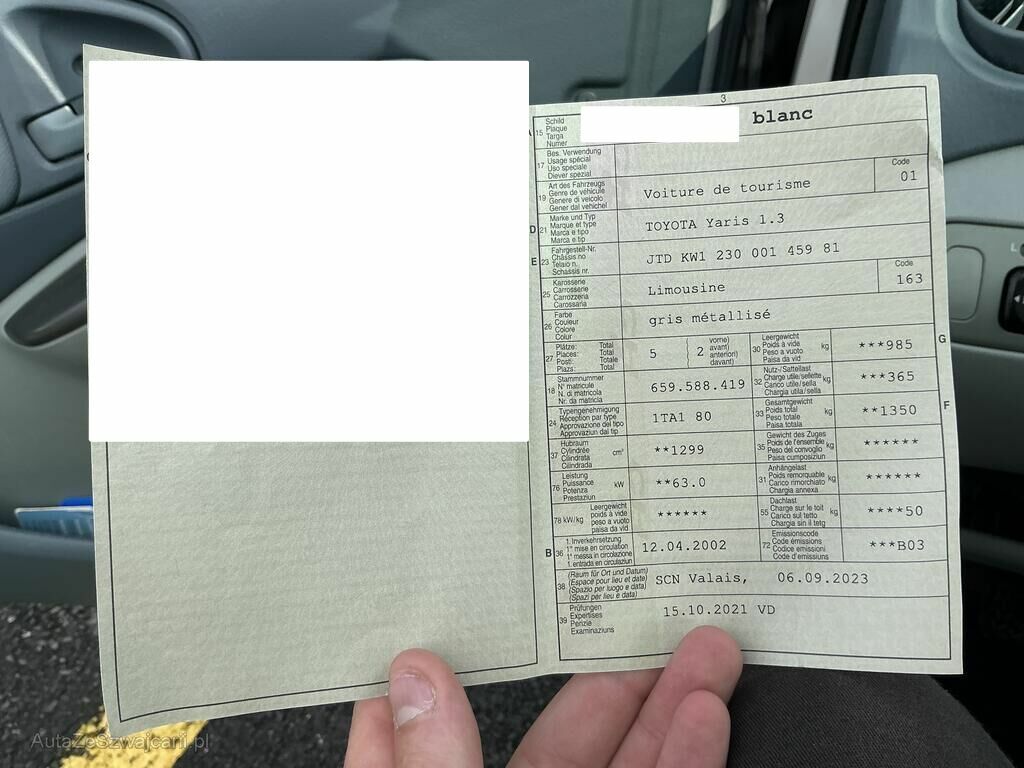 3
A 15 Schild
Plaque
Targa
Numer
blanc
17 Bes. Verwendung
Usage spécial
Uso speciale
Diever spezial
19 Art des Fahrzeugs
Genre de véhicule
Genere di veicolo
Gener dal vehichel
Voiture de tourisme
Code
01
D 21 Marke und Typ
Marque et type
Marca e tipo
Marca e tip
TOYOTA Yaris 1.3
E 23 Fahrgestell-Nr.
Châssis no
Telaio n.
Schassis nr.
JTD KW1 230 001 459 81
25 Karosserie
Carrosserie
Carrozzeria
Carossaria
Limousine
Code
163
26 Farbe
Couleur
Colore
Colur
gris métallisé
27 Plätze: Total
Places: Total
Posti: Totale
Plazs: Total
5 ( 2 vorne)
avant)
anteriori)
davant)
30 Leergewicht
Poids à vide kg
Peso a vuoto
Paisa da vid
***985
G
18 Stammnummer
N° matricule
N. di matricola
Nr. da matricla
659.588.419
32 Nutz-/Sattellast
Charge utile/sellette kg
Carico utile/sella
Chargia utila/sella
***365
24 Typengenehmigung
Réception par type
Approvazione del tipo
Approvaziun dal tip
1TA1 80
33 Gesamtgewicht
Poids total kg
Peso totale
Paisa totala
**1350
F
37 Hubraum
Cylindrée cm³
Cilindrata
Cilindrada
**1299
35 Gewicht des Zuges
Poids de l'ensemble kg
Peso del convoglio
Paisa cumposiziun
******
76 Leistung
Puissance kW
Potenza
Prestaziun
**63.0
31 Anhängelast
Poids remorquable kg
Carico rimorchiato
Chargia annexa
******
78 kW/kg Leergewicht
poids à vide
peso a vuoto
paisa da vid
******
55 Dachlast
Charge sur le toit kg
Carico sul tetto
Chargia sin il tetg
****50
B 36 1. Inverkehrsetzung
1re mise en circulation
1a messa in circolazione
1. entrada en circulaziun
12.04.2002
72 Emissionscode
Code émissions
Codice emissioni
Code d'emissiuns
***B03
38 (Raum für Ort und Datum)
(Espace pour lieu et date)
(Spazio per luogo e data)
(Spazi per lieu e data)
SCN Valais, 06.09.2023
39 Prüfungen
Expertises
Perizie
Examinaziuns
15.10.2021 VD
AutaZeSzwajcarii.pl